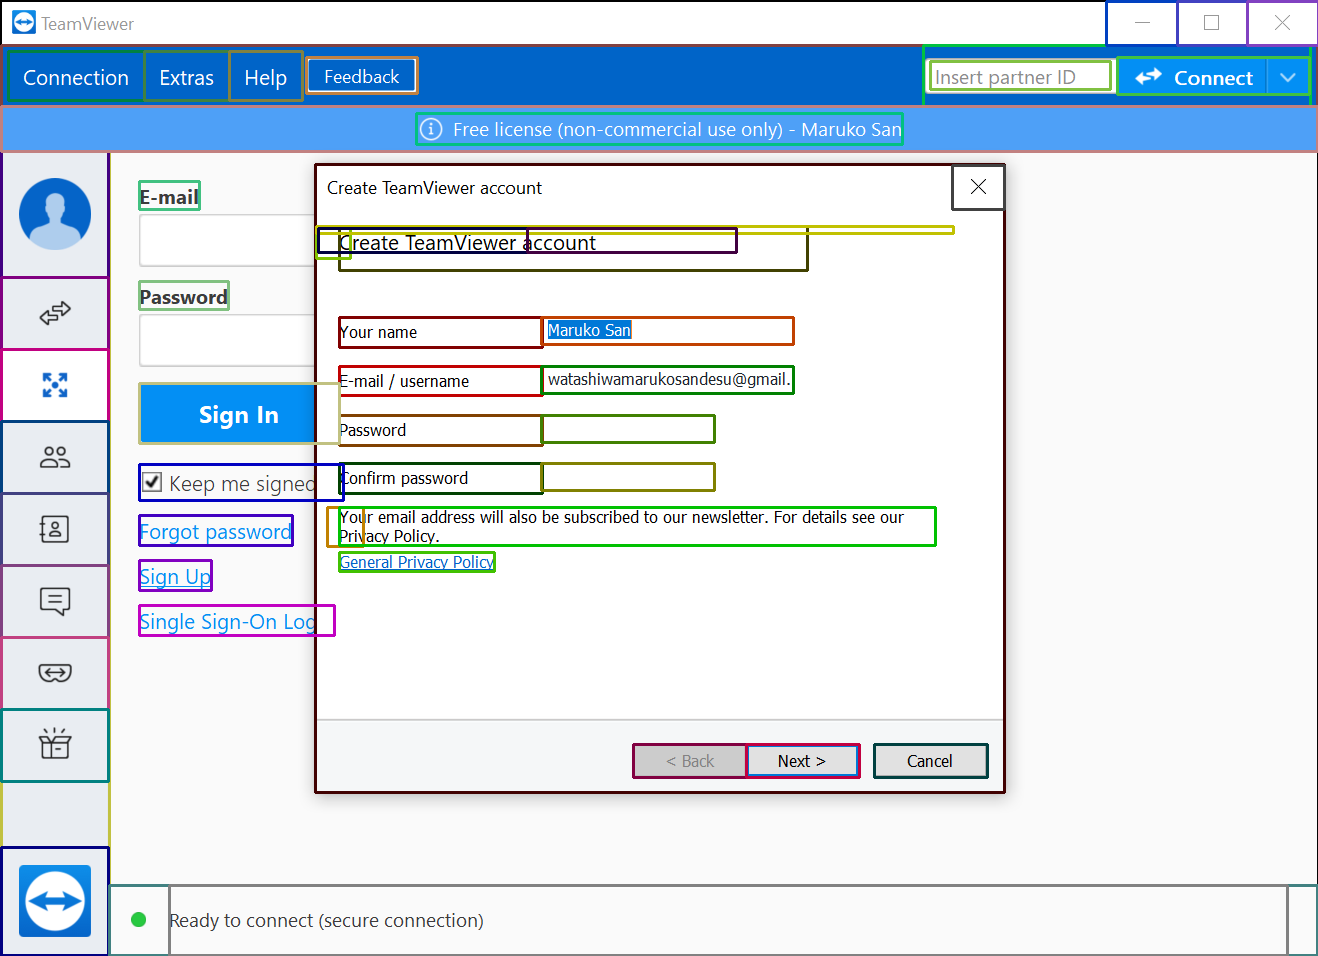 TeamViewer
Connection
Extras
Help
Feedback
Insert partner ID
Connect
Free license (non-commercial use only) - Maruko San
E-mail
Password
Sign In
Keep me signed
Forgot password
Sign Up
Single Sign-On Log
Create TeamViewer account
Create TeamViewer account
Your name
Maruko San
E-mail / username
watashiwamarukosandesu@gmail.
Password
Confirm password
Your email address will also be subscribed to our newsletter. For details see our
Privacy Policy.
General Privacy Policy
< Back
Next >
Cancel
Ready to connect (secure connection)